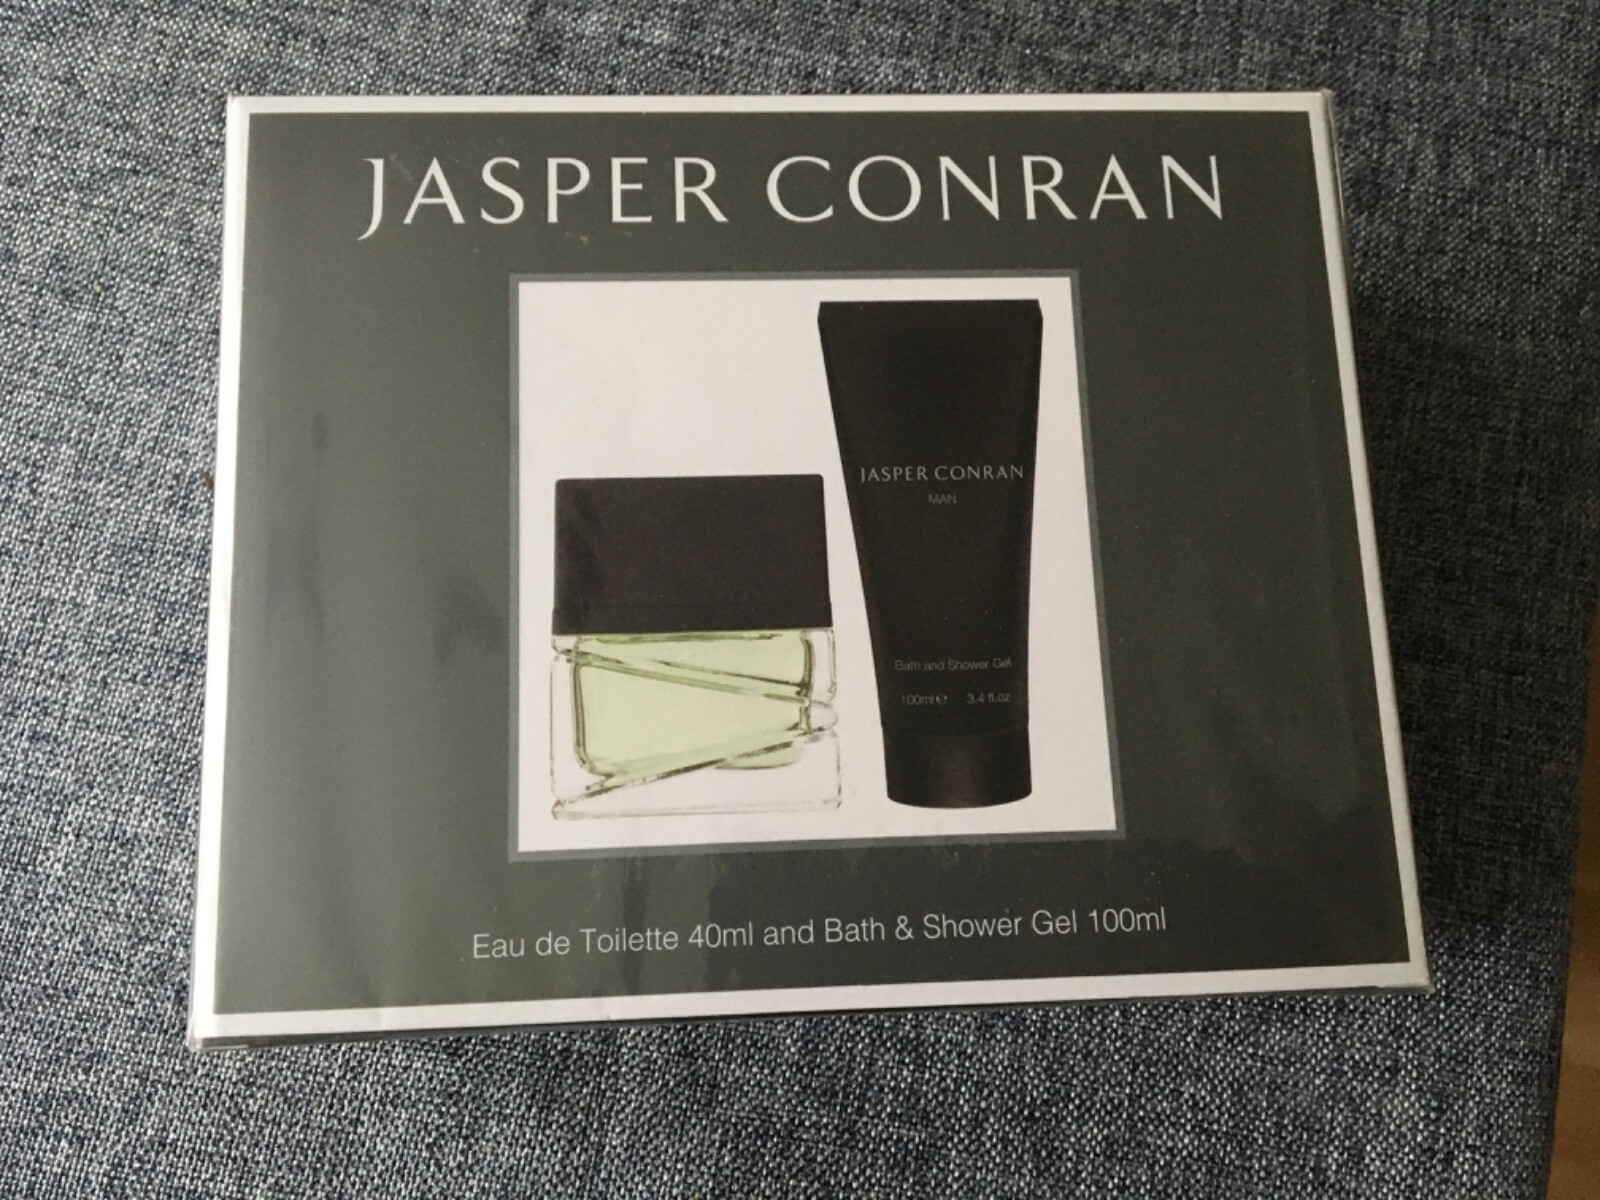 JASPER CONRAN
JASPER CONRAN
MAN
Bath and Shower Gel
100ml ℮ 3.4 fl.oz
Eau de Toilette 40ml and Bath & Shower Gel 100ml